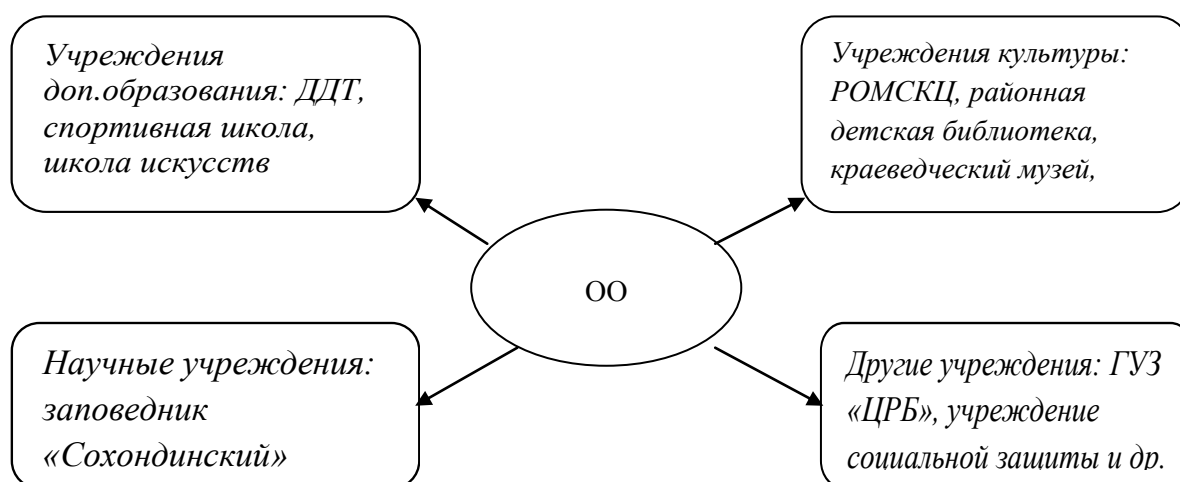 Учреждения
доп.образования: ДДТ,
спортивная школа,
школа искусств
Учреждения культуры:
РОМСКЦ, районная
детская библиотека,
краеведческий музей,
ОО
Научные учреждения:
заповедник
«Сохондинский»
Другие учреждения: ГУЗ
«ЦРБ», учреждение
социальной защиты и др.